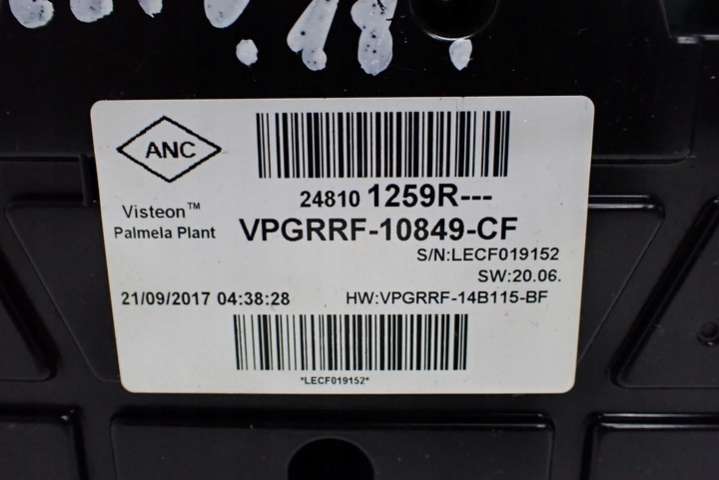 ANC
24810 1259R---
Visteon™
Palmela Plant
VPGRRF-10849-CF
S/N:LECF019152
SW:20.06.
21/09/2017 04:38:28
HW:VPGRRF-14B115-BF
*LECF019152*